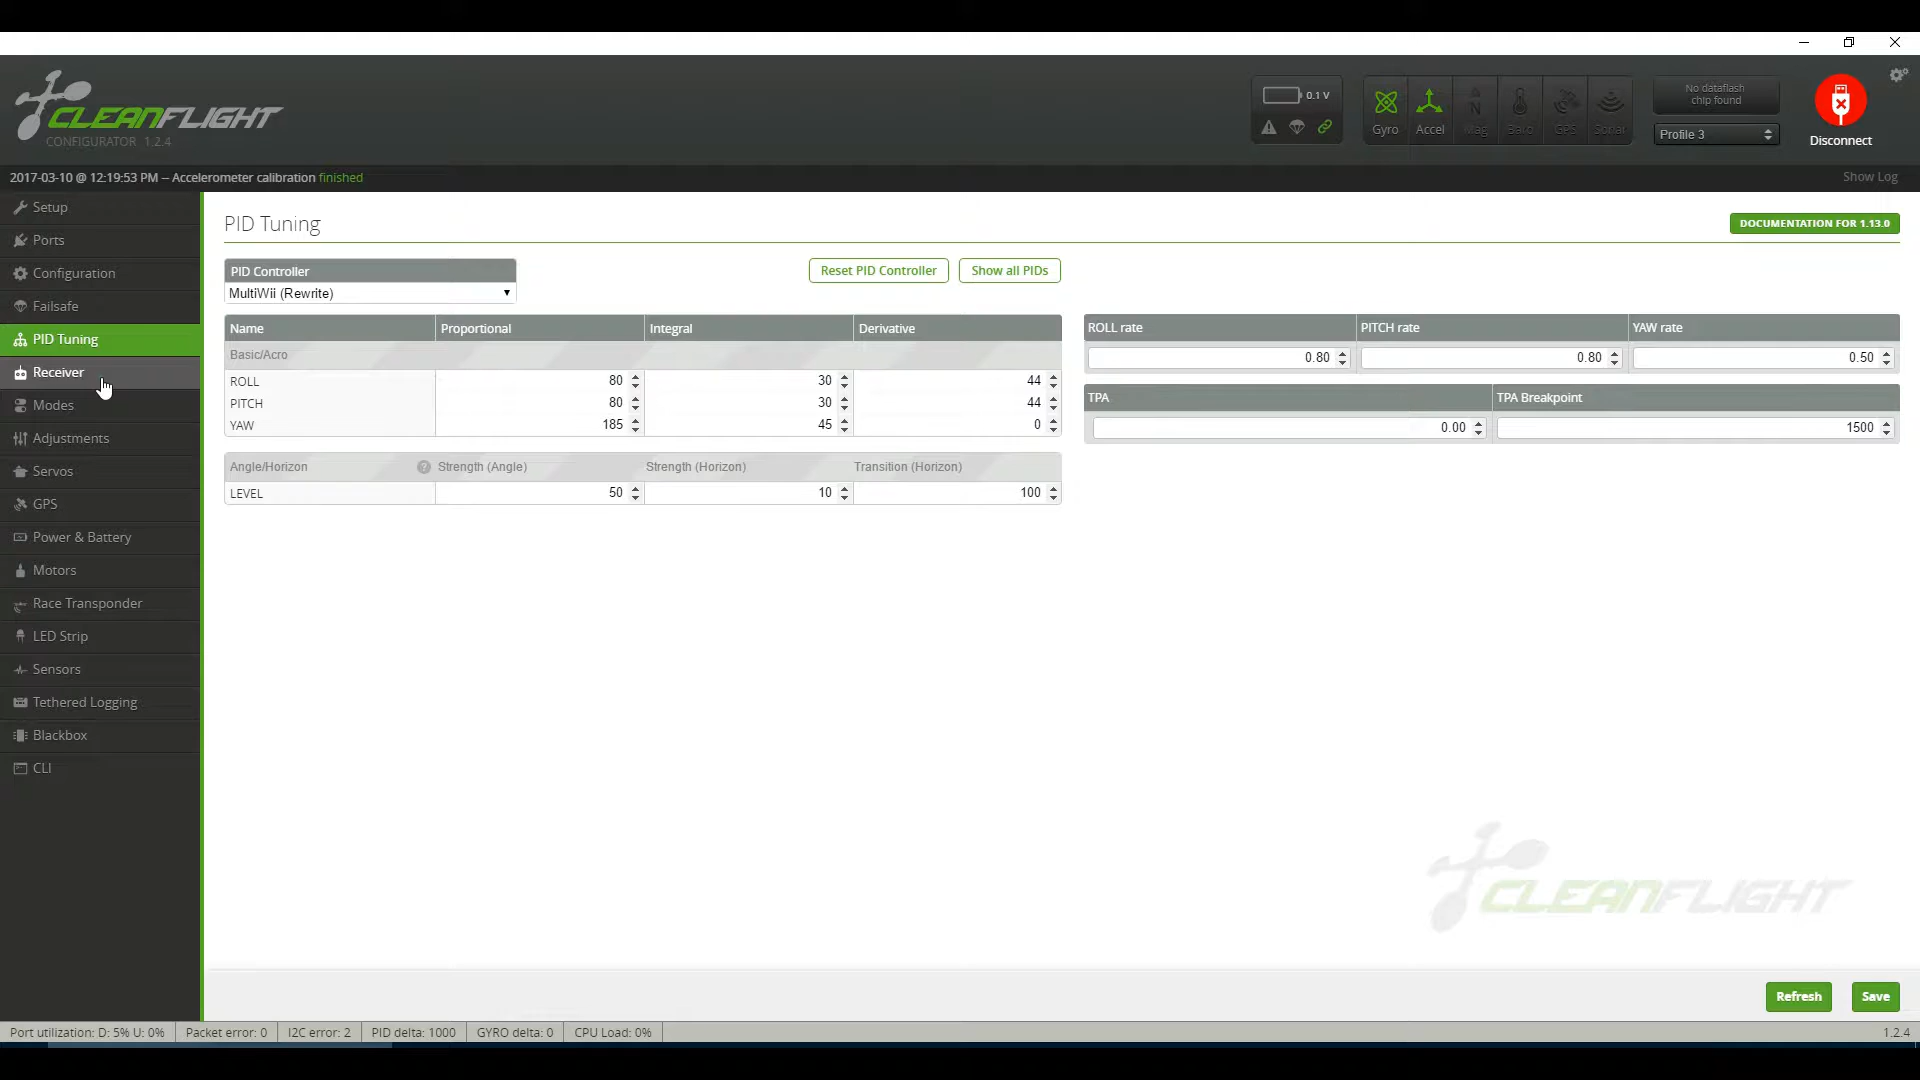 CLEANFLIGHT
CONFIGURATOR 1.2.4
0.1 V
Gyro
Accel
Mag
Baro
GPS
Sonar
No dataflash
chip found
Profile 3
Disconnect
2017-03-10 @ 12:19:53 PM -- Accelerometer calibration finished
Show Log
Setup
Ports
Configuration
Failsafe
PID Tuning
Receiver
Modes
Adjustments
Servos
GPS
Power & Battery
Motors
Race Transponder
LED Strip
Sensors
Tethered Logging
Blackbox
CLI
PID Tuning
DOCUMENTATION FOR 1.13.0
PID Controller
MultiWii (Rewrite)
Reset PID Controller
Show all PIDs
Name Proportional Integral Derivative
Basic/Acro
ROLL 80 30 44
PITCH 80 30 44
YAW 185 45 0
Angle/Horizon ? Strength (Angle) Strength (Horizon) Transition (Horizon)
LEVEL 50 10 100
ROLL rate PITCH rate YAW rate
0.80 0.80 0.50
TPA TPA Breakpoint
0.00 1500
CLEANFLIGHT
Refresh
Save
Port utilization: D: 5% U: 0% Packet error: 0 I2C error: 2 PID delta: 1000 GYRO delta: 0 CPU Load: 0% 1.2.4